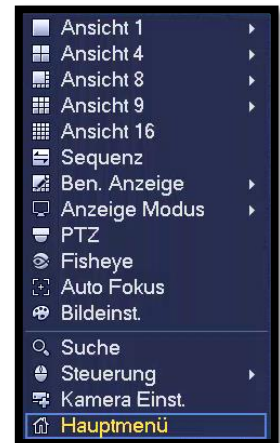 Ansicht 1
Ansicht 4
Ansicht 8
Ansicht 9
Ansicht 16
Sequenz
Ben. Anzeige
Anzeige Modus
PTZ
Fisheye
Auto Fokus
Bildeinst.
Suche
Steuerung
Kamera Einst.
Hauptmenü